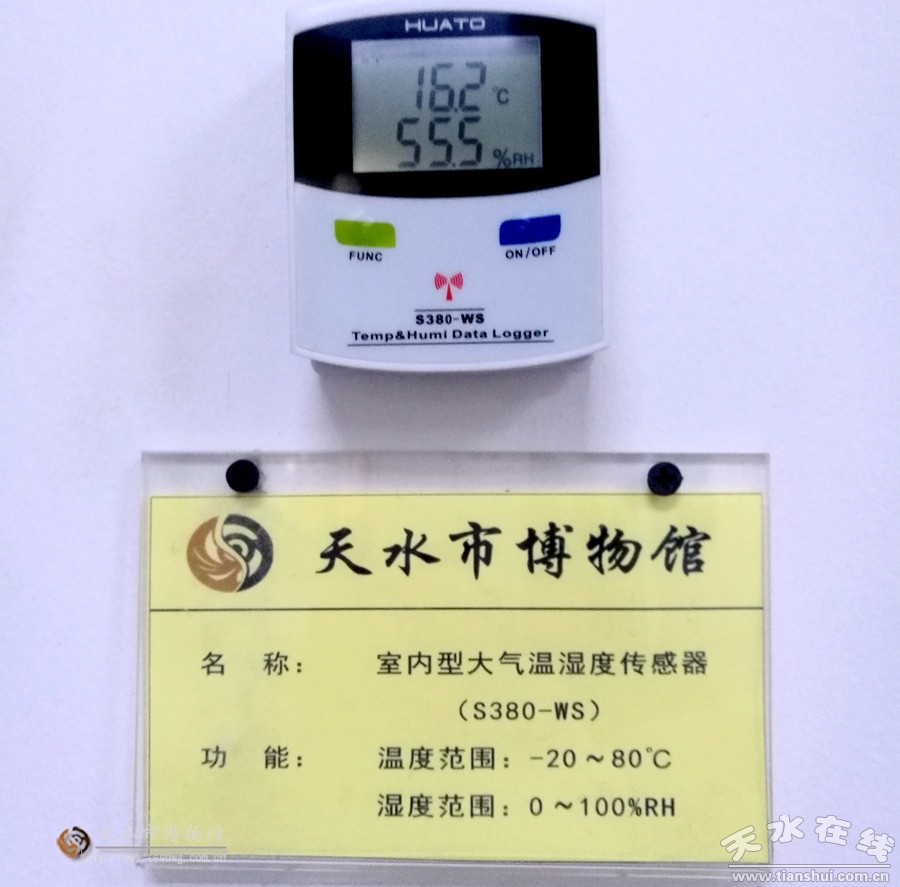 HUATO
16.2 ℃
55.5 %RH
FUNC
ON/OFF
S380-WS
Temp&Humi Data Logger
天水市博物馆
名 称： 室内型大气温湿度传感器
（S380-WS）
功 能： 温度范围：-20～80℃
湿度范围：0～100%RH
天水在线
www.tianshui.com.cn